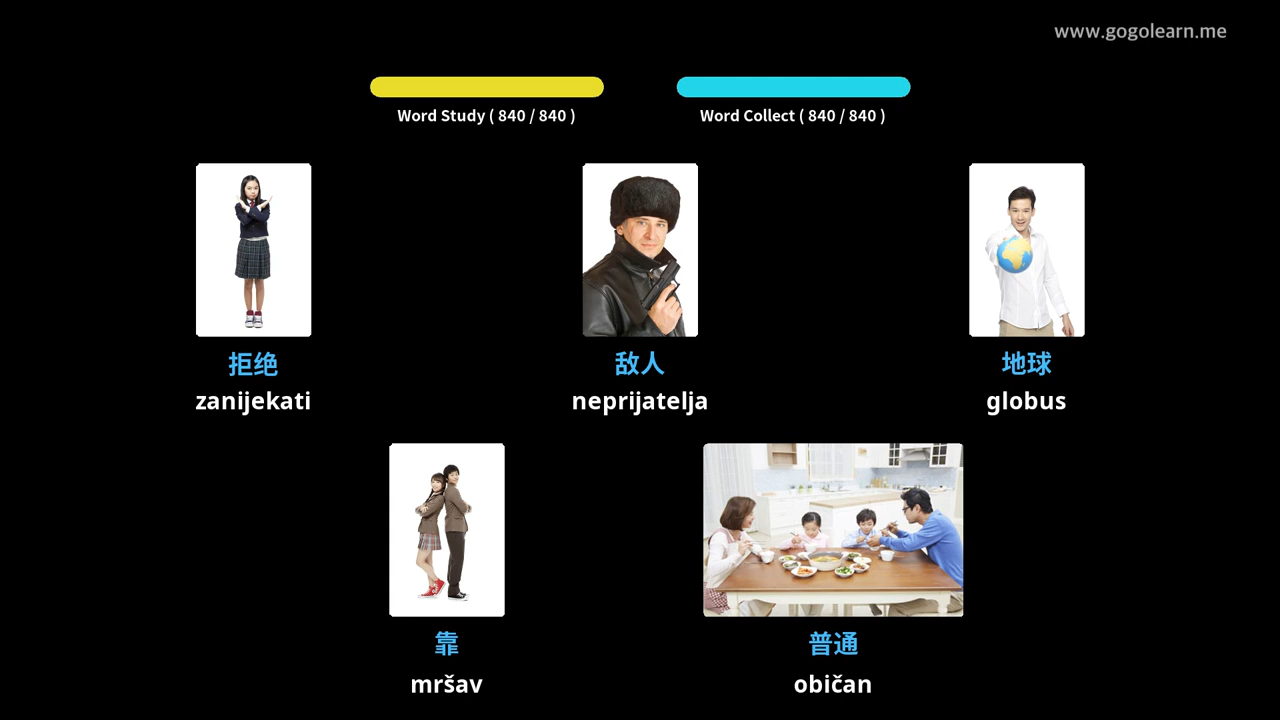 www.gogolearn.me
Word Study ( 840 / 840 )
Word Collect ( 840 / 840 )
拒绝
zanijekati
敌人
neprijatelja
地球
globus
靠
mršav
普通
običan